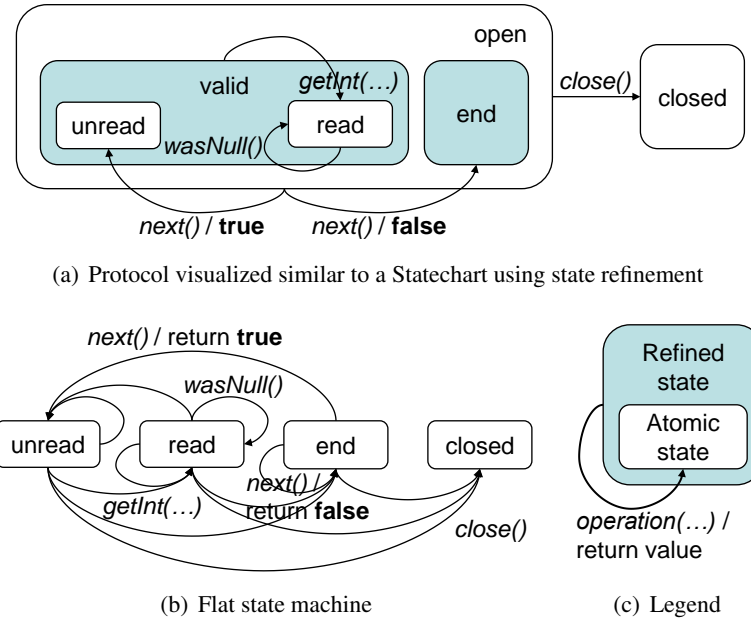 open
valid
getInt(…)
unread
read
end
wasNull()
close()
closed
next() / true
next() / false
(a) Protocol visualized similar to a Statechart using state refinement
next() / return true
wasNull()
unread
read
end
closed
getInt(…)
next() /
return false
close()
(b) Flat state machine
Refined
state
Atomic
state
operation(…) /
return value
(c) Legend